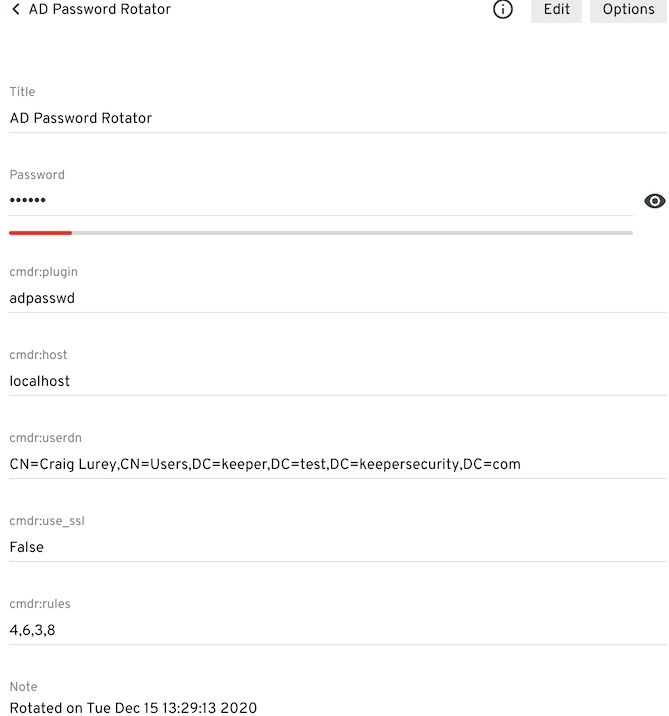 AD Password Rotator
Edit
Options
Title
AD Password Rotator
Password
••••••
cmdr:plugin
adpasswd
cmdr:host
localhost
cmdr:userdn
CN=Craig Lurey,CN=Users,DC=keeper,DC=test,DC=keepersecurity,DC=com
cmdr:use_ssl
False
cmdr:rules
4,6,3,8
Note
Rotated on Tue Dec 15 13:29:13 2020